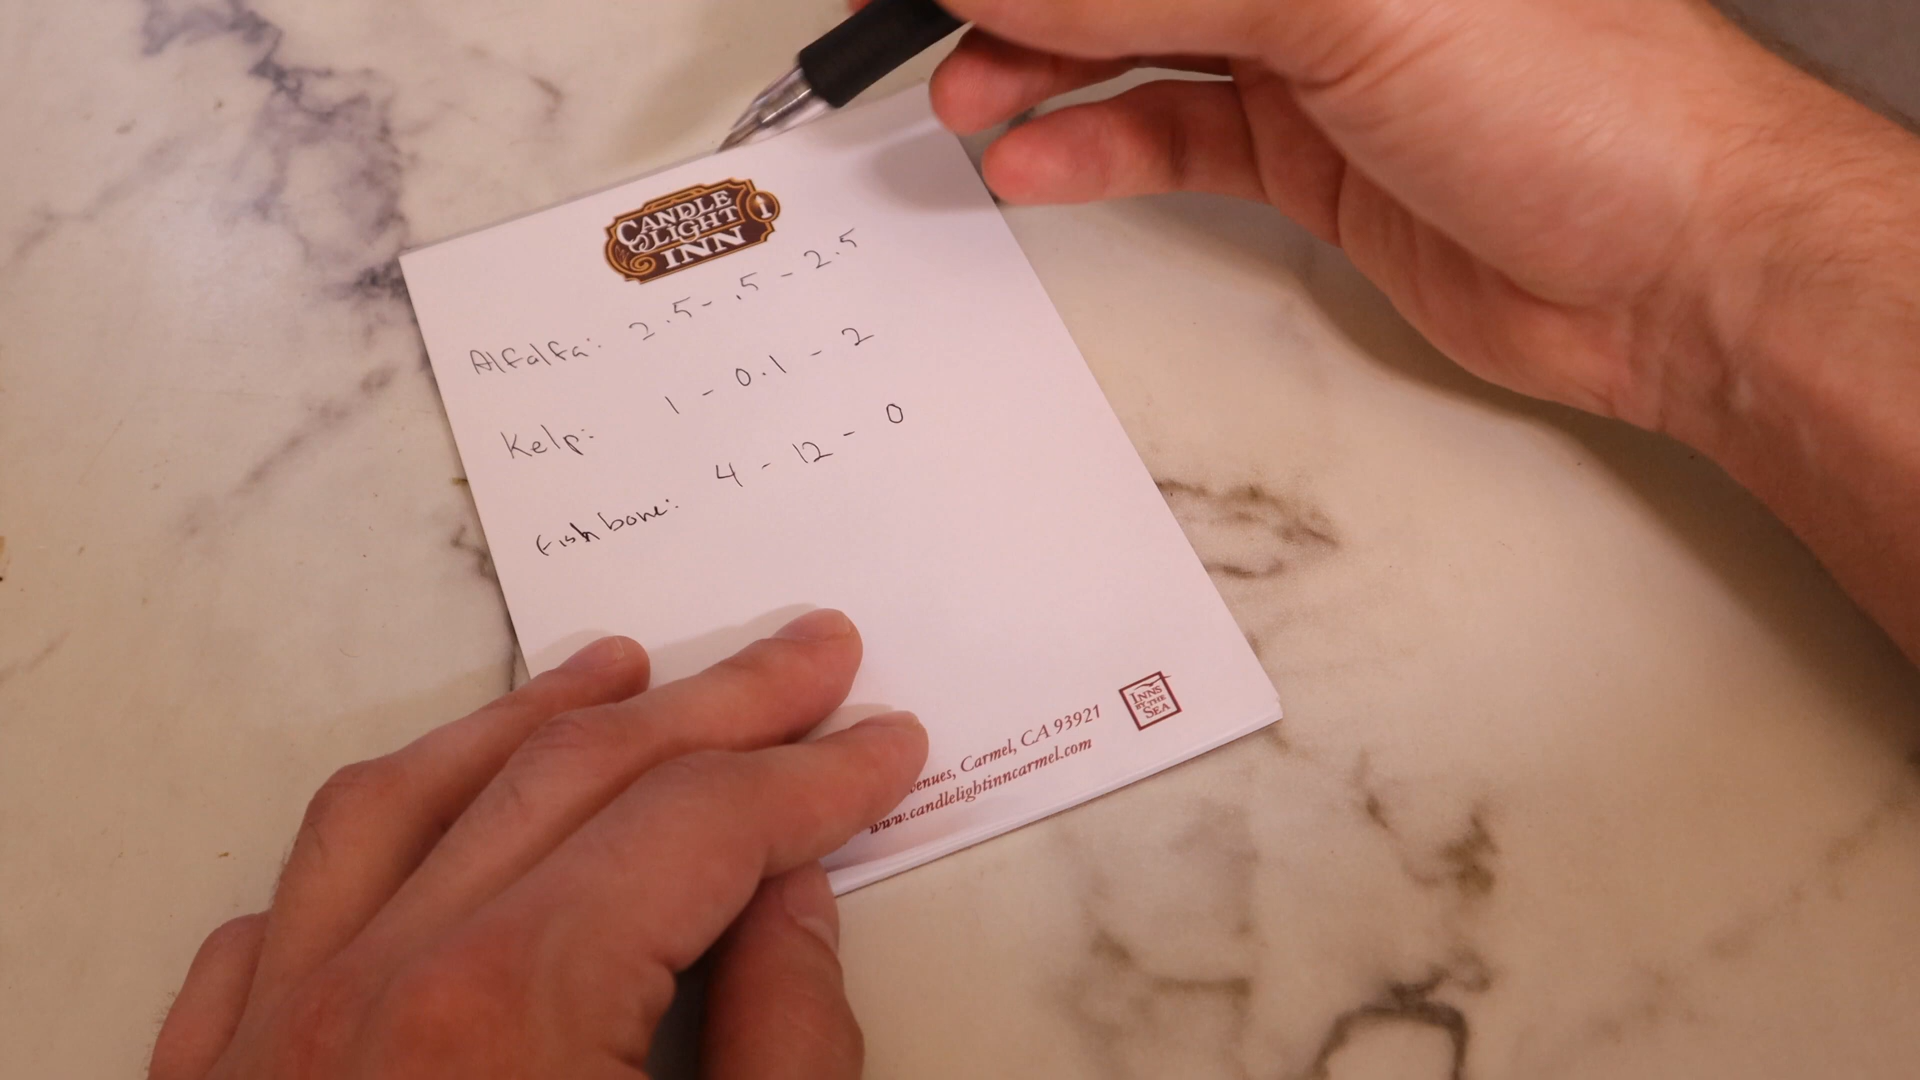 CANDLE
LIGHT
INN
Alfalfa: 2.5 - .5 - 2.5
Kelp: 1 - 0.1 - 2
Fish bone: 4 - 12 - 0
enues, Carmel, CA 93921
www.candlelightinncarmel.com
INNS
BY THE
SEA